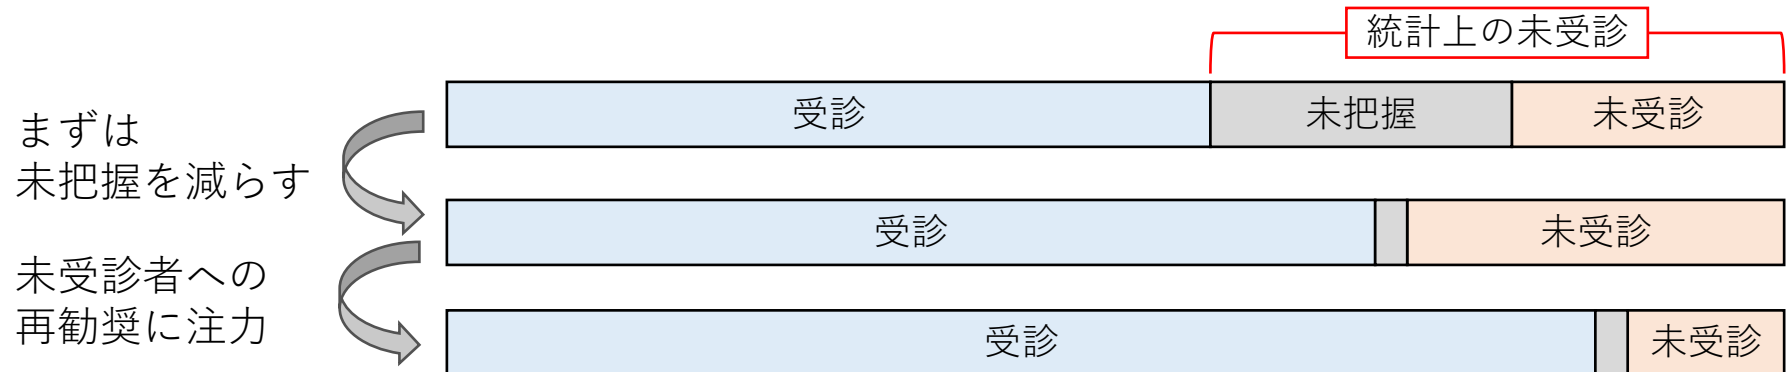 統計上の未受診
受診 未把握 未受診
まずは
未把握を減らす
受診 未受診
未受診者への
再勧奨に注力
受診 未受診